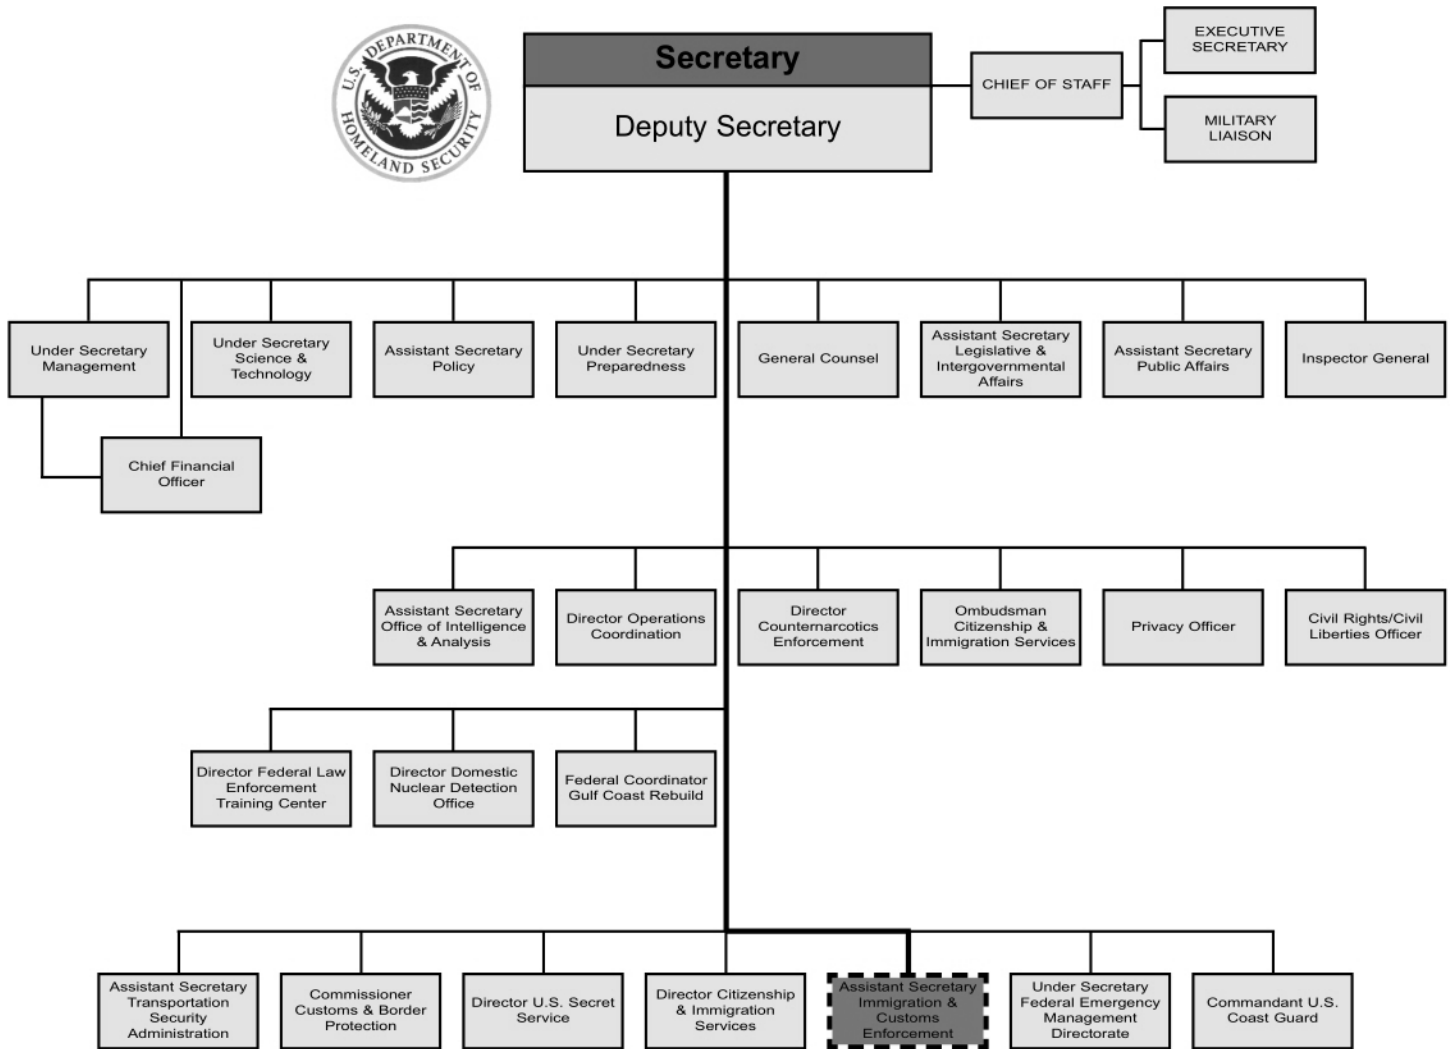 U.S. DEPARTMENT OF
HOMELAND SECURITY
Secretary
Deputy Secretary
CHIEF OF STAFF
EXECUTIVE
SECRETARY
MILITARY
LIAISON
Under Secretary
Management
Under Secretary
Science &
Technology
Assistant Secretary
Policy
Under Secretary
Preparedness
General Counsel
Assistant Secretary
Legislative &
Intergovernmental
Affairs
Assistant Secretary
Public Affairs
Inspector General
Chief Financial
Officer
Assistant Secretary
Office of Intelligence
& Analysis
Director Operations
Coordination
Director
Counternarcotics
Enforcement
Ombudsman
Citizenship &
Immigration Services
Privacy Officer
Civil Rights/Civil
Liberties Officer
Director Federal Law
Enforcement
Training Center
Director Domestic
Nuclear Detection
Office
Federal Coordinator
Gulf Coast Rebuild
Assistant Secretary
Transportation
Security
Administration
Commissioner
Customs & Border
Protection
Director U.S. Secret
Service
Director Citizenship
& Immigration
Services
Assistant Secretary
Immigration &
Customs
Enforcement
Under Secretary
Federal Emergency
Management
Directorate
Commandant U.S.
Coast Guard